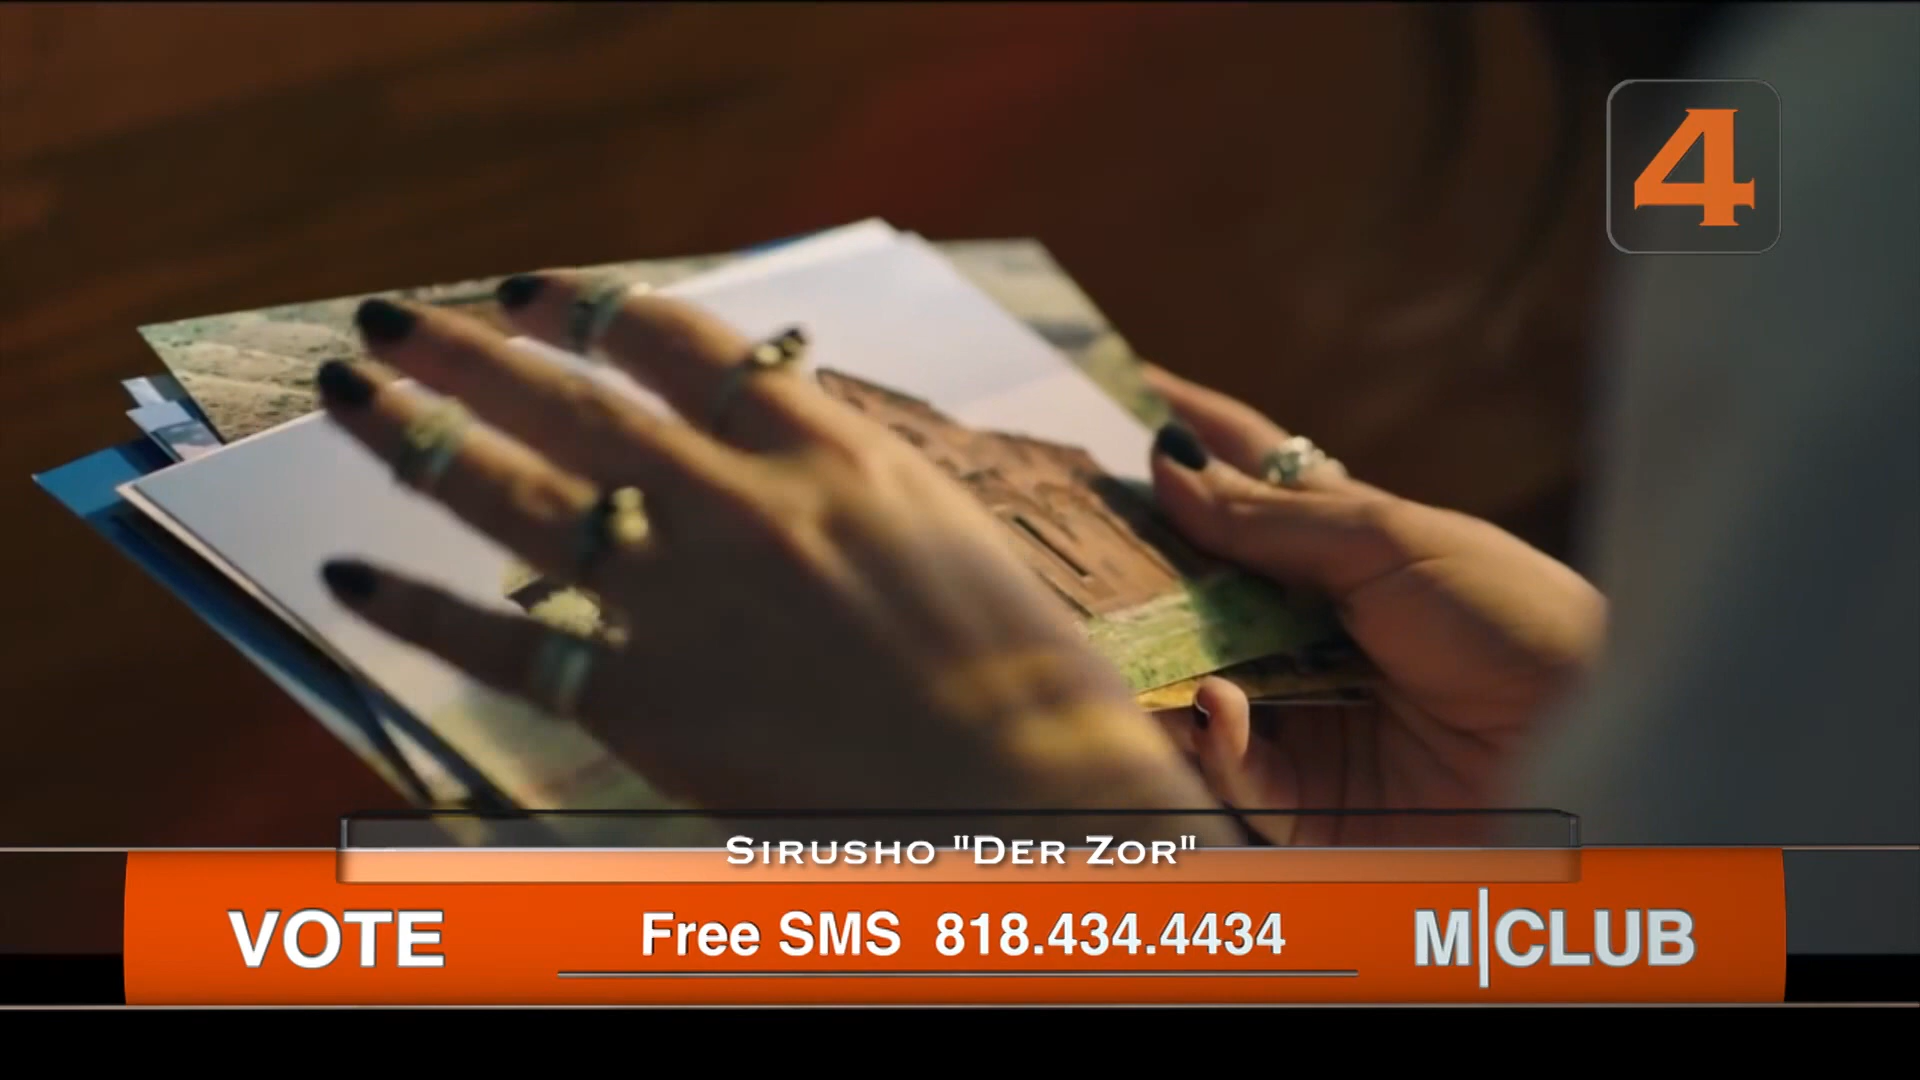 4
Sirusho "Der Zor"
VOTE
Free SMS 818.434.4434
M|CLUB